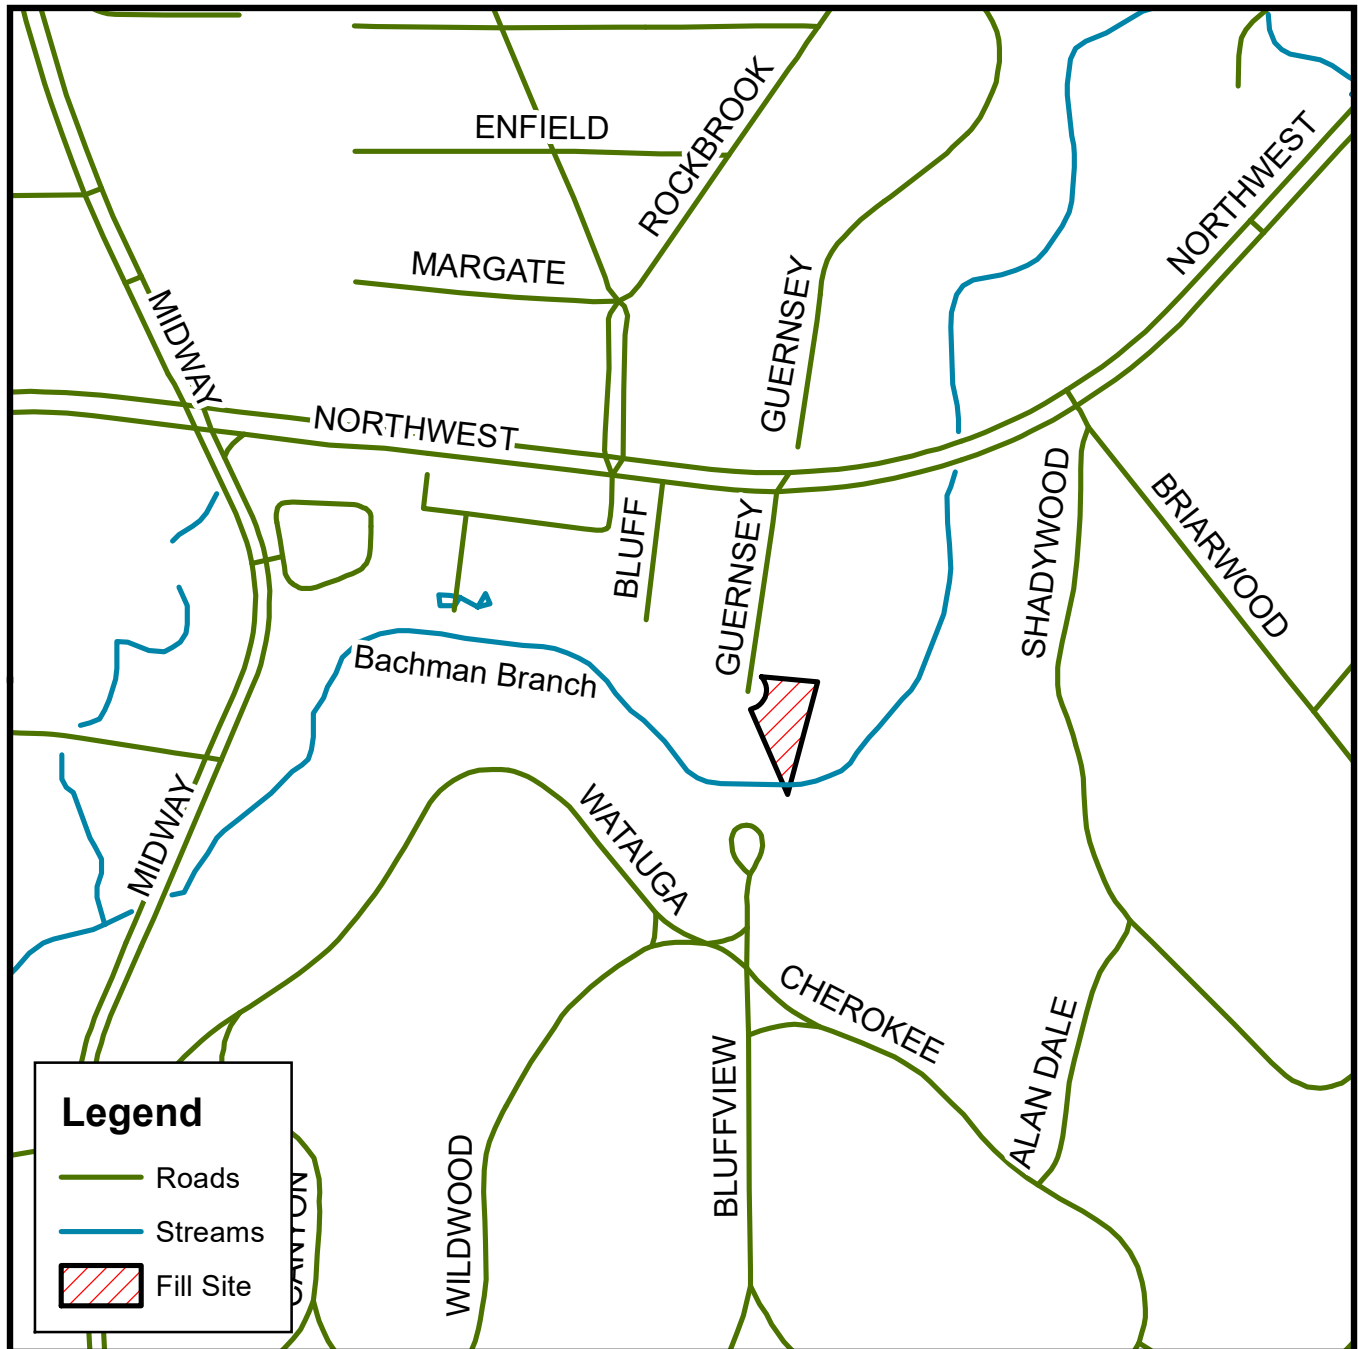 ENFIELD
ROCKBROOK
NORTHWEST
MARGATE
GUERNSEY
MIDWAY
NORTHWEST
SHADYWOOD
BRIARWOOD
BLUFF
GUERNSEY
Bachman Branch
MIDWAY
WATAUGA
CHEROKEE
ALAN DALE
BLUFFVIEW
WILDWOOD
CANYON
Legend
Roads
Streams
Fill Site